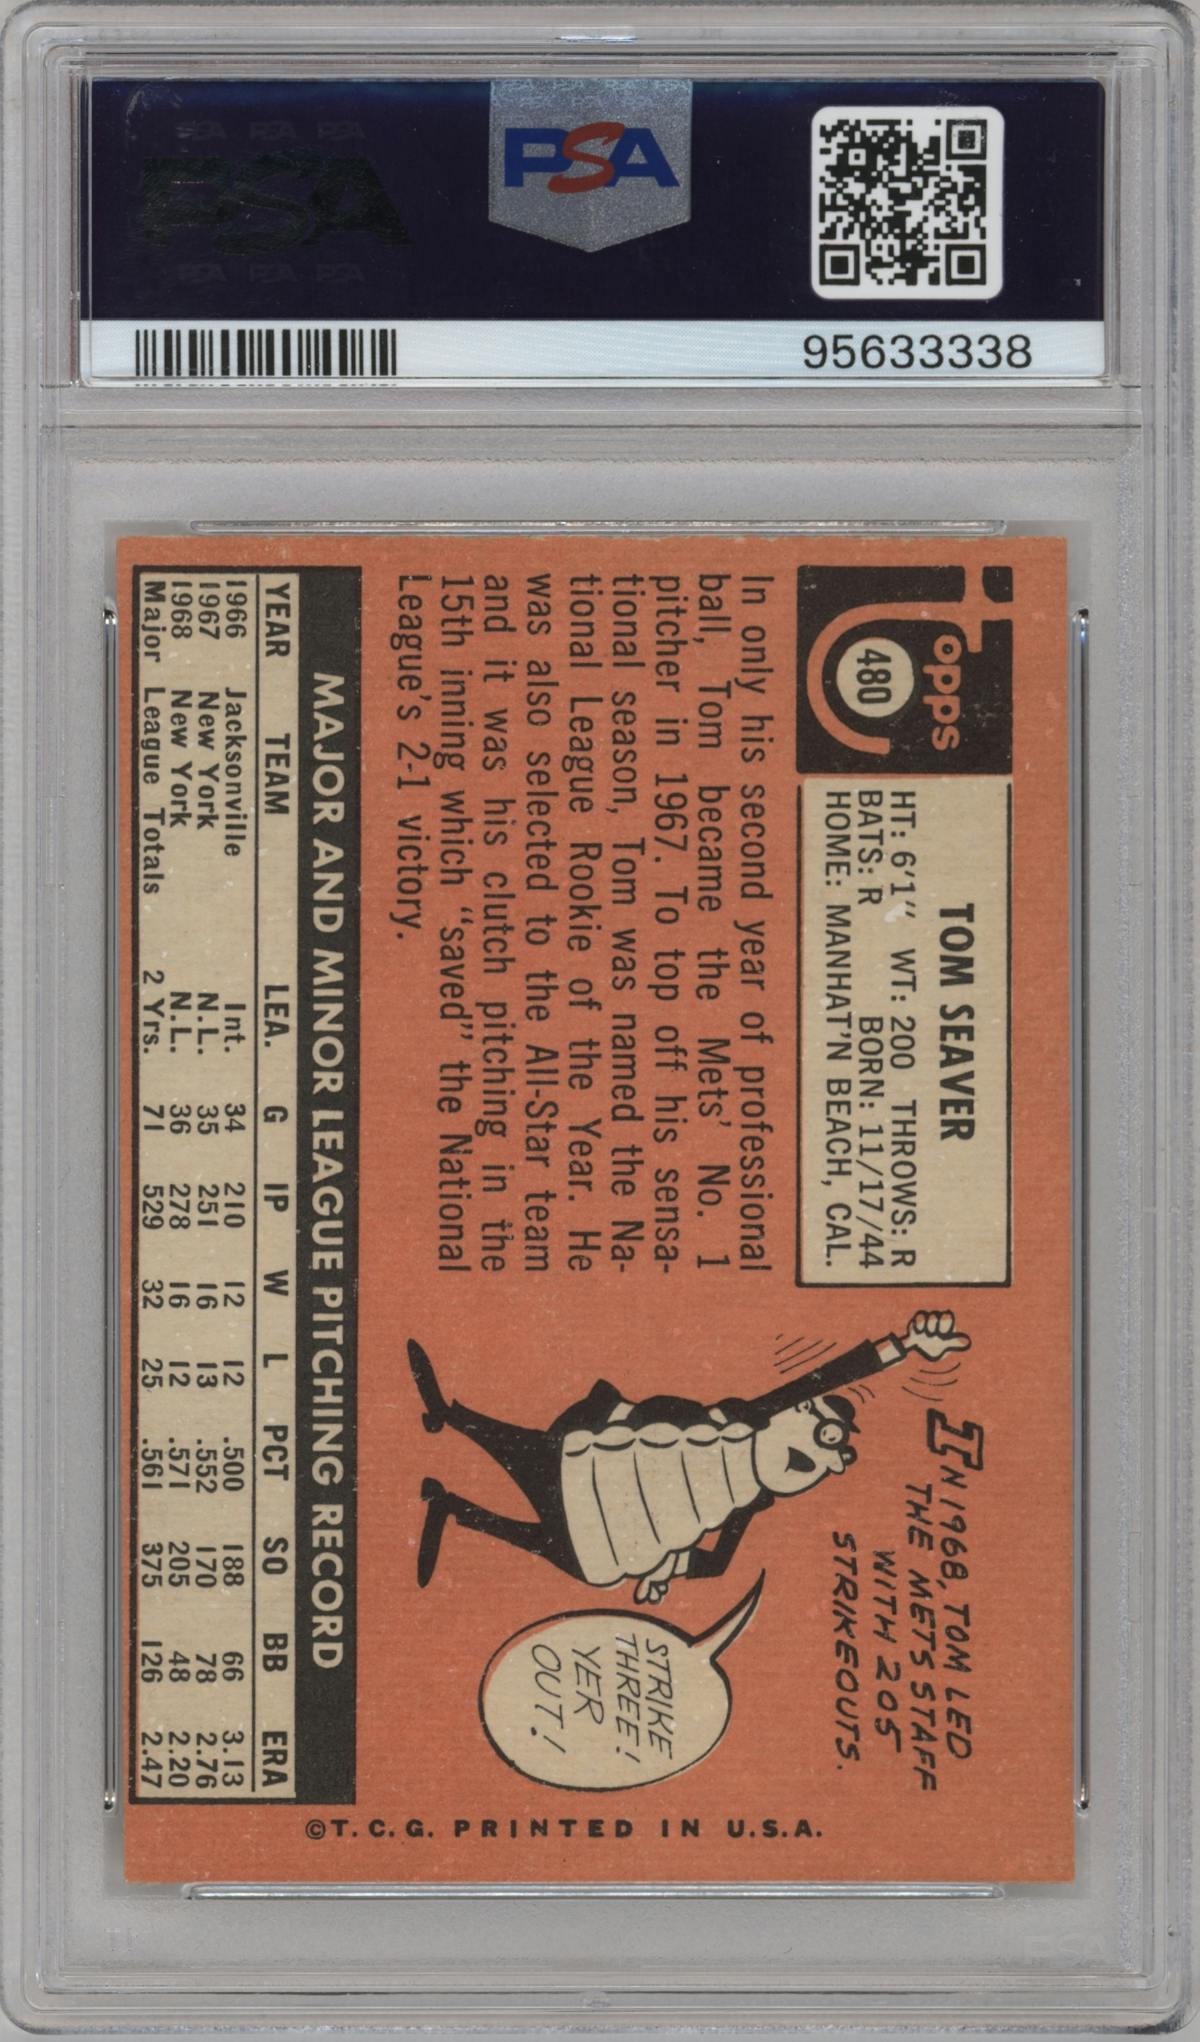 PSA
PSA
95633338
Topps
480
TOM SEAVER
HT: 6'1" WT: 200 THROWS: R
BATS: R BORN: 11/17/44
HOME: MANHAT'N BEACH, CAL.
In only his second year of professional
ball, Tom became the Mets' No. 1
pitcher in 1967. To top off his sensa-
tional season, Tom was named the Na-
tional League Rookie of the Year. He
was also selected to the All-Star team
and it was his clutch pitching in the
15th inning which "saved" the National
League's 2-1 victory.
IN 1968, TOM LED
THE METS STAFF
WITH 205
STRIKEOUTS.
STRIKE
THREE!
YER
OUT!
MAJOR AND MINOR LEAGUE PITCHING RECORD
YEAR TEAM LEA. G IP W L PCT SO BB ERA
1966 Jacksonville Int. 34 210 12 12 .500 188 66 3.13
1967 New York N.L. 35 251 16 13 .552 170 78 2.76
1968 New York N.L. 36 278 16 12 .571 205 48 2.20
Major League Totals 2 Yrs. 71 529 32 25 .561 375 126 2.47
©T.C.G. PRINTED IN U.S.A.